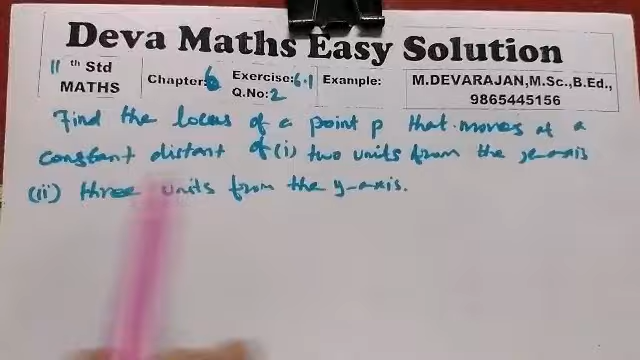 Deva Maths Easy Solution
11 th Std MATHS
Chapter: 6
Exercise: 6.1
Q.No: 2
Example:
M.DEVARAJAN,M.Sc.,B.Ed.,
9865445156
Find the locus of a point P that moves at a
constant distant of (i) two units from the x-axis
(ii) three units from the y-axis.